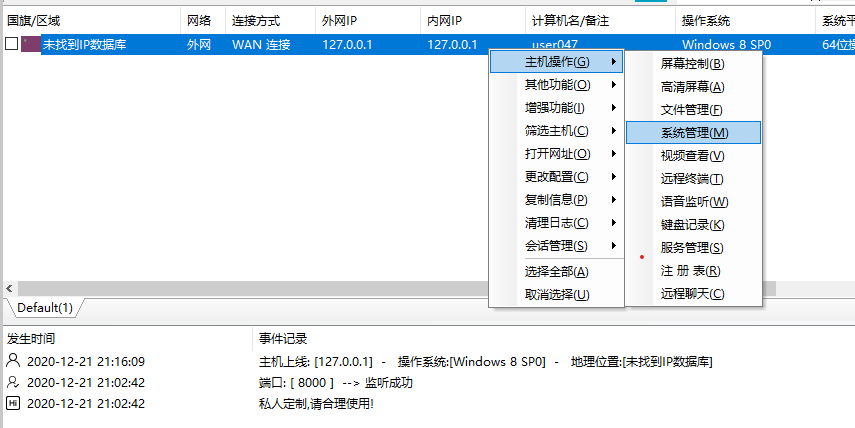 国旗/区域 网络 连接方式 外网IP 内网IP 计算机名/备注 操作系统 系统平
未找到IP数据库 外网 WAN 连接 127.0.0.1 127.0.0.1 user047 Windows 8 SP0 64位操
主机操作(G)
其他功能(O)
增强功能(I)
筛选主机(C)
打开网址(O)
更改配置(C)
复制信息(P)
清理日志(C)
会话管理(S)
选择全部(A)
取消选择(U)
屏幕控制(B)
高清屏幕(A)
文件管理(F)
系统管理(M)
视频查看(V)
远程终端(T)
语音监听(W)
键盘记录(K)
服务管理(S)
注 册 表(R)
远程聊天(C)
Default(1)
发生时间 事件记录
2020-12-21 21:16:09 主机上线: [127.0.0.1] - 操作系统:[Windows 8 SP0] - 地理位置:[未找到IP数据库]
2020-12-21 21:02:42 端口: [ 8000 ] --> 监听成功
Hi 2020-12-21 21:02:42 私人定制,请合理使用!